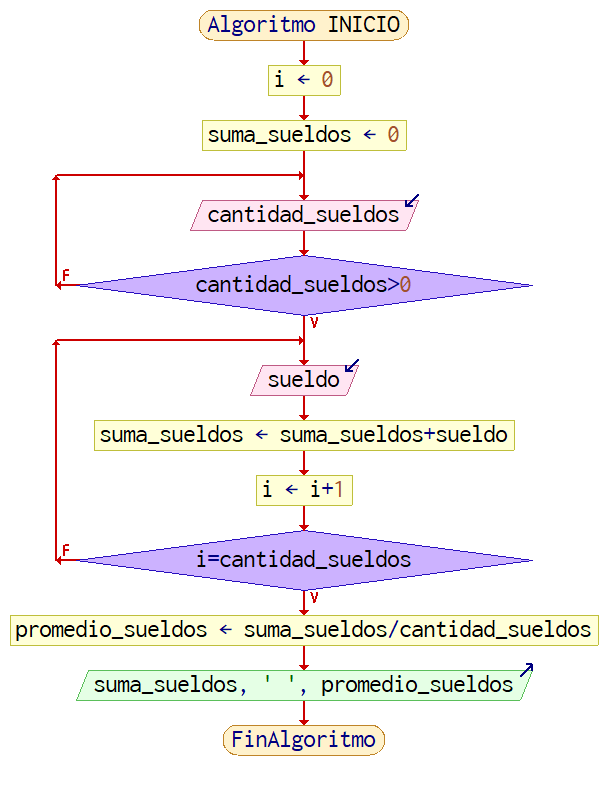 Algoritmo INICIO
i ← 0
suma_sueldos ← 0
cantidad_sueldos
F
cantidad_sueldos>0
V
sueldo
suma_sueldos ← suma_sueldos+sueldo
i ← i+1
F
i=cantidad_sueldos
V
promedio_sueldos ← suma_sueldos/cantidad_sueldos
suma_sueldos, ' ', promedio_sueldos
FinAlgoritmo